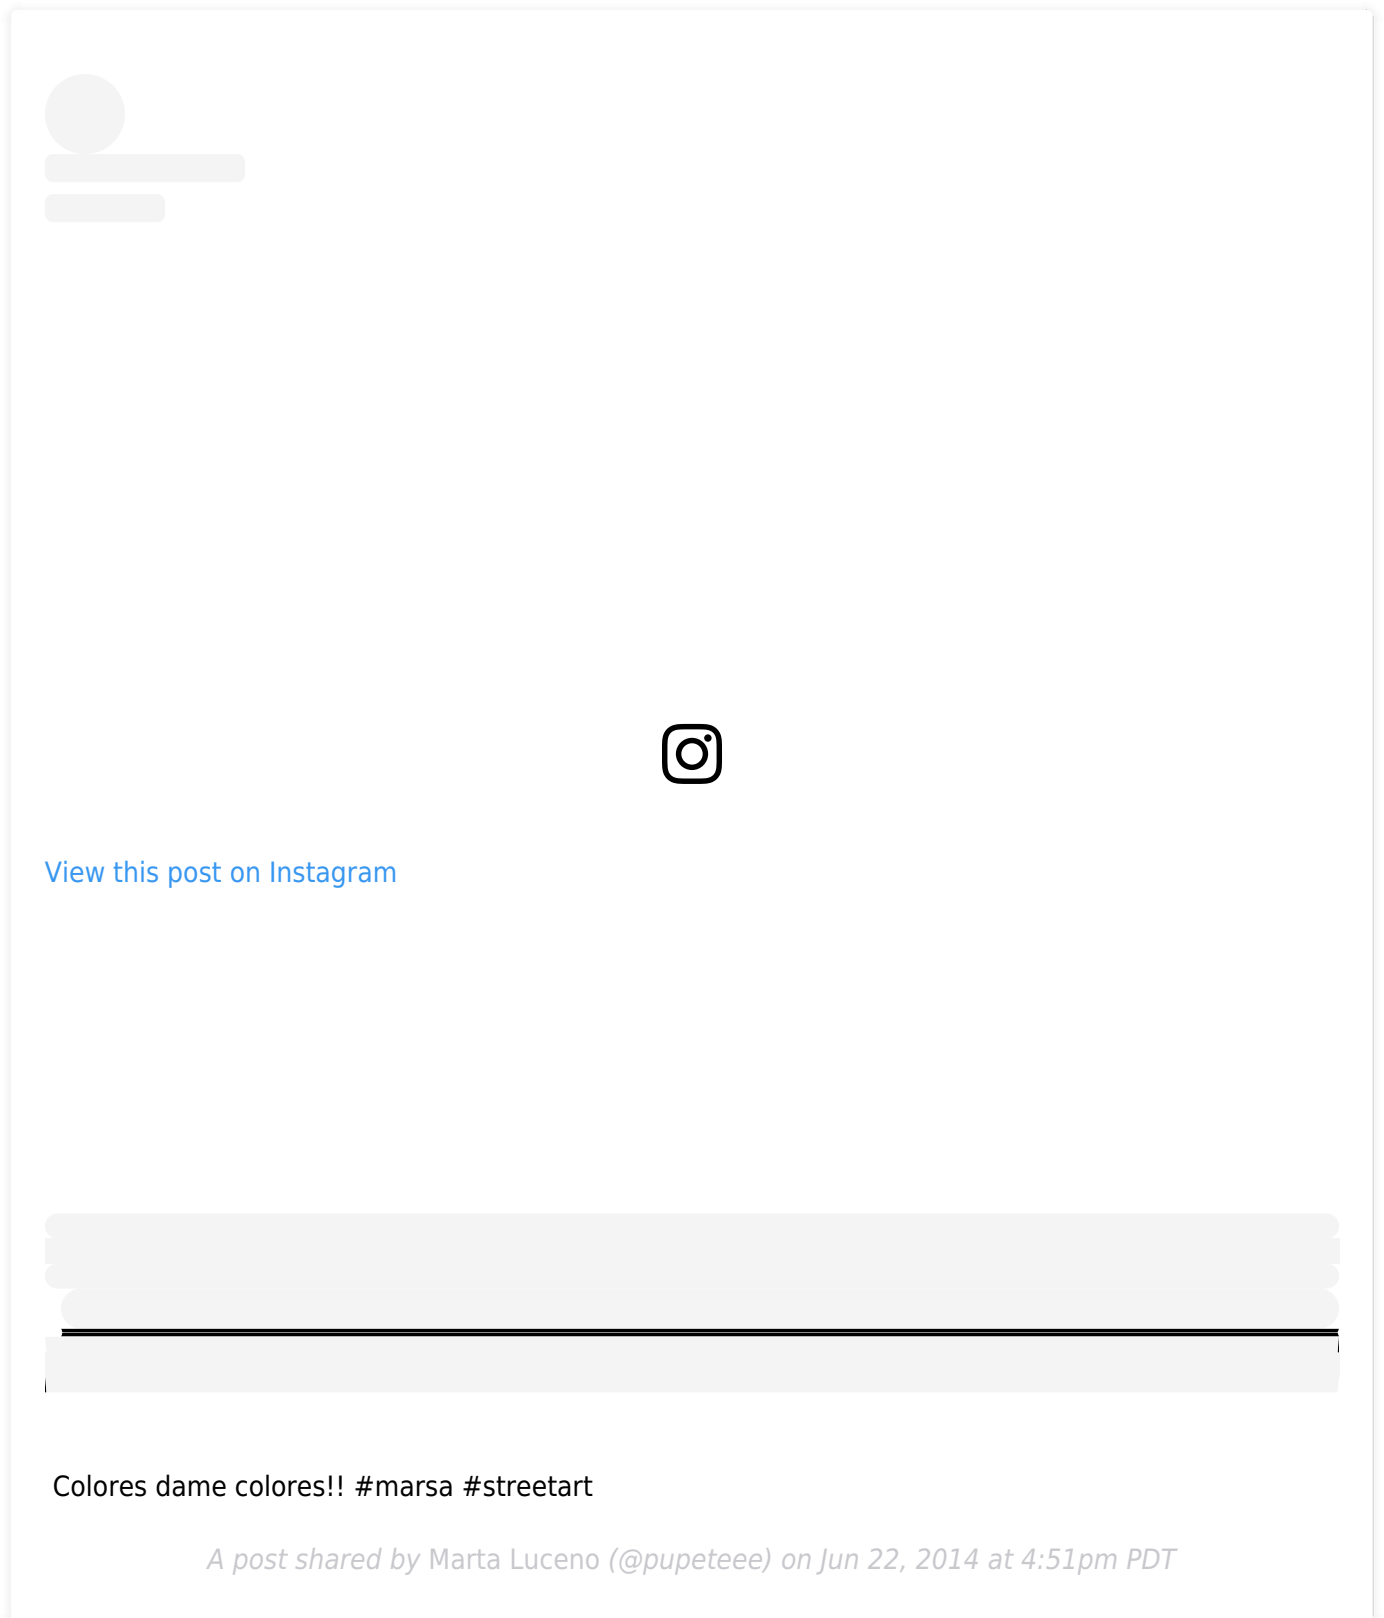 View this post on Instagram
Colores dame colores!! #marsa #streetart
A post shared by Marta Luceno (@pupeteee) on Jun 22, 2014 at 4:51pm PDT